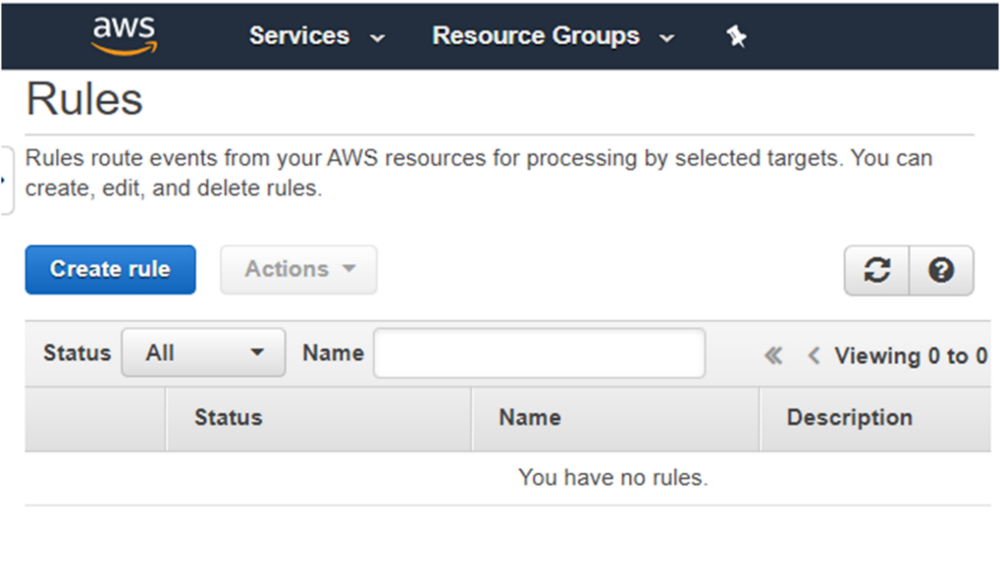 aws Services Resource Groups
Rules
Rules route events from your AWS resources for processing by selected targets. You can
create, edit, and delete rules.
Create rule Actions
Status All Name Viewing 0 to 0
Status Name Description
You have no rules.